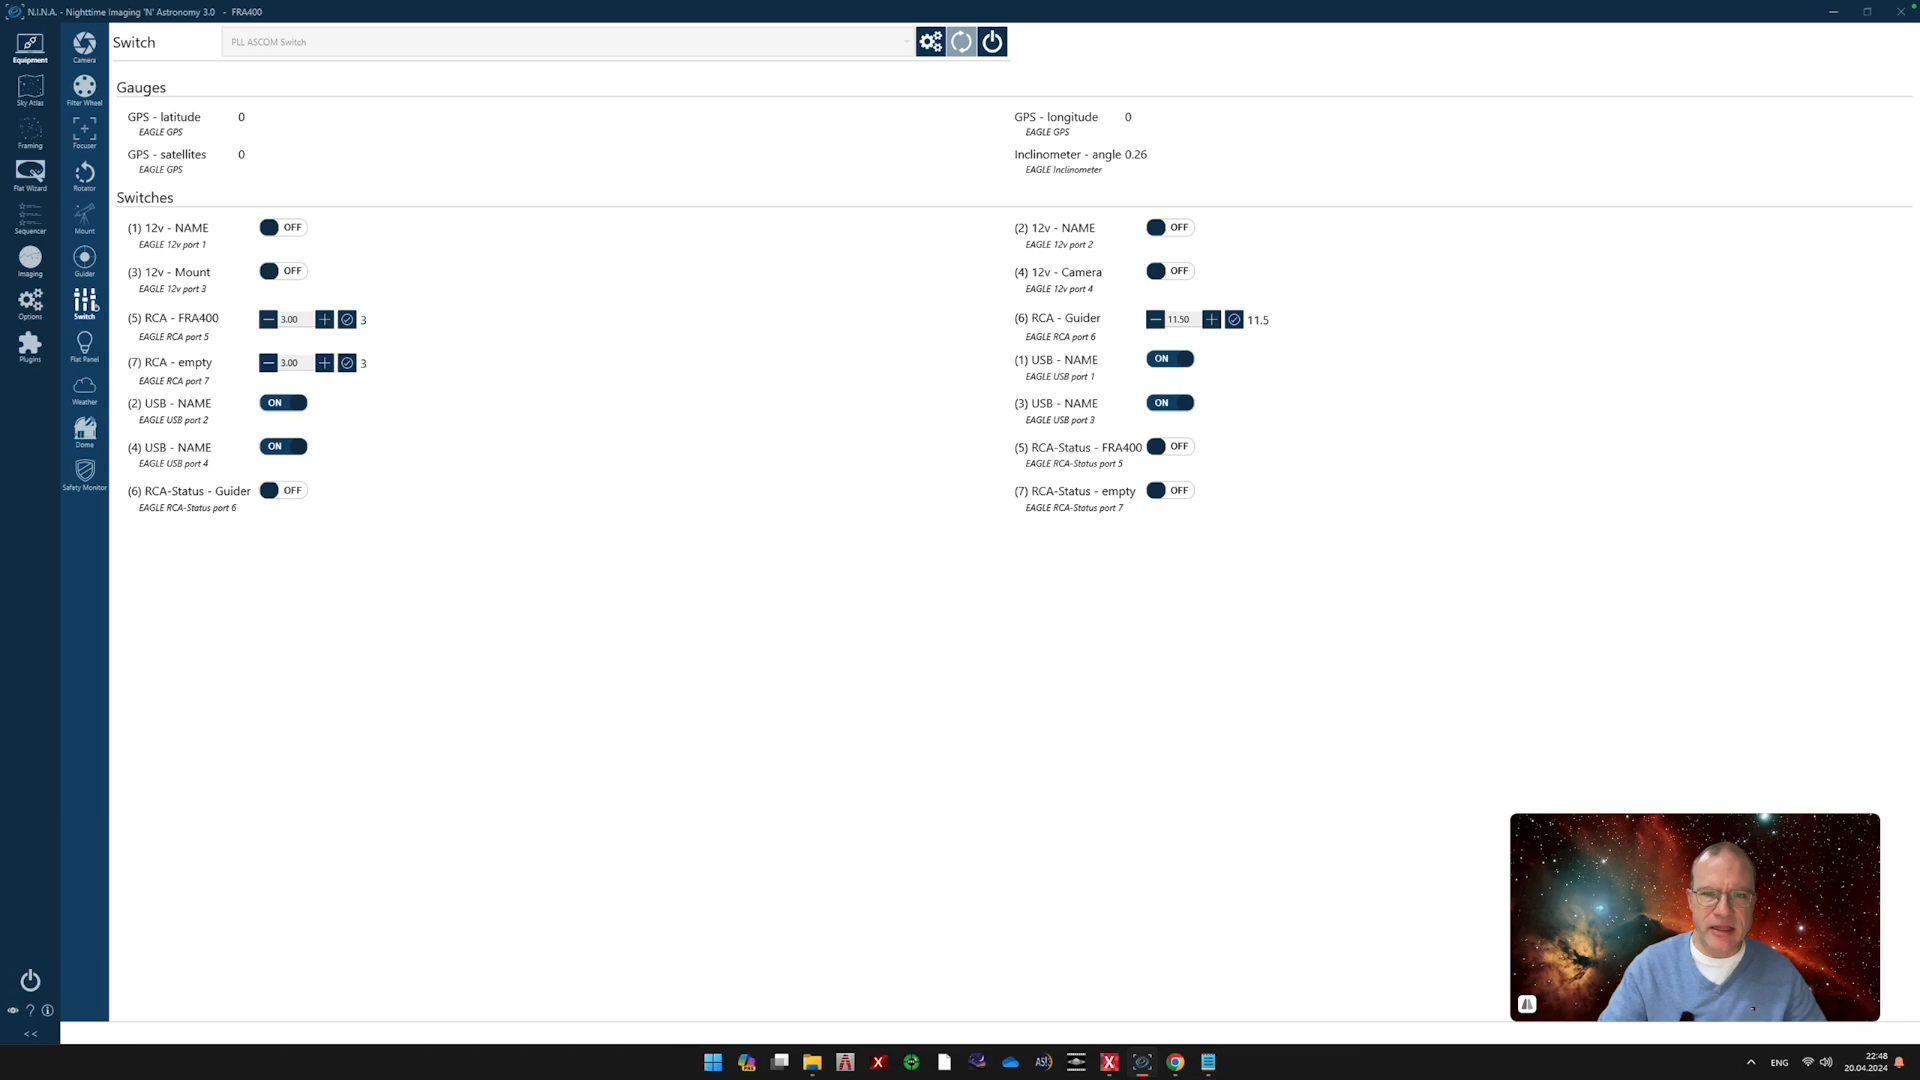 N.I.N.A. - Nighttime Imaging 'N' Astronomy 3.0 - FRA400
Equipment
Sky Atlas
Framing
Flat Wizard
Sequencer
Imaging
Options
Plugins
<<
Camera
Filter Wheel
Focuser
Rotator
Mount
Guider
Switch
Flat Panel
Weather
Dome
Safety Monitor
Switch
PLL ASCOM Switch
Gauges
GPS - latitude 0
EAGLE GPS
GPS - longitude 0
EAGLE GPS
GPS - satellites 0
EAGLE GPS
Inclinometer - angle 0.26
EAGLE Inclinometer
Switches
(1) 12v - NAME OFF
EAGLE 12v port 1
(2) 12v - NAME OFF
EAGLE 12v port 2
(3) 12v - Mount OFF
EAGLE 12v port 3
(4) 12v - Camera OFF
EAGLE 12v port 4
(5) RCA - FRA400 3.00 3
EAGLE RCA port 5
(6) RCA - Guider 11.50 11.5
EAGLE RCA port 6
(7) RCA - empty 3.00 3
EAGLE RCA port 7
(1) USB - NAME ON
EAGLE USB port 1
(2) USB - NAME ON
EAGLE USB port 2
(3) USB - NAME ON
EAGLE USB port 3
(4) USB - NAME ON
EAGLE USB port 4
(5) RCA-Status - FRA400 OFF
EAGLE RCA-Status port 5
(6) RCA-Status - Guider OFF
EAGLE RCA-Status port 6
(7) RCA-Status - empty OFF
EAGLE RCA-Status port 7
ENG
22:48
20.04.2024